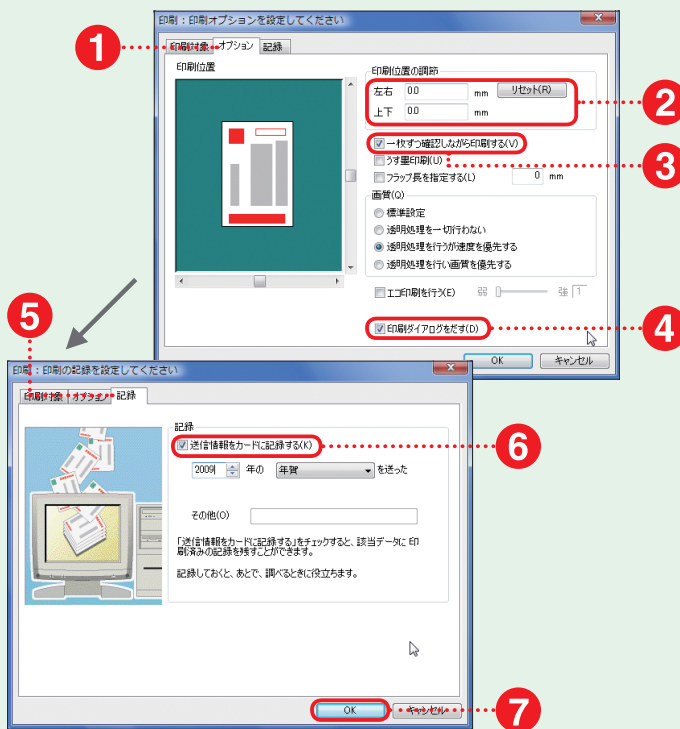 印刷：印刷オプションを設定してください
1
印刷対象 オプション 記録
印刷位置
印刷位置の調節
左右 0.0 mm リセット(R)
上下 0.0 mm
2
一枚ずつ確認しながら印刷する(V)
うす墨印刷(U)
3
フラップ長を指定する(L) 0 mm
画質(Q)
標準設定
透明処理を一切行わない
透明処理を行うが速度を優先する
透明処理を行い画質を優先する
エコ印刷を行う(E) 弱 強 1
印刷ダイアログをだす(D)
4
OK キャンセル
5
印刷：印刷の記録を設定してください
印刷対象 オプション 記録
記録
送信情報をカードに記録する(K)
6
2009 年の 年賀 を送った
その他(O)
「送信情報をカードに記録する」をチェックすると、該当データに 印
刷済みの記録を残すことができます。
記録しておくと、あとで、調べるときに役立ちます。
OK キャンセル
7